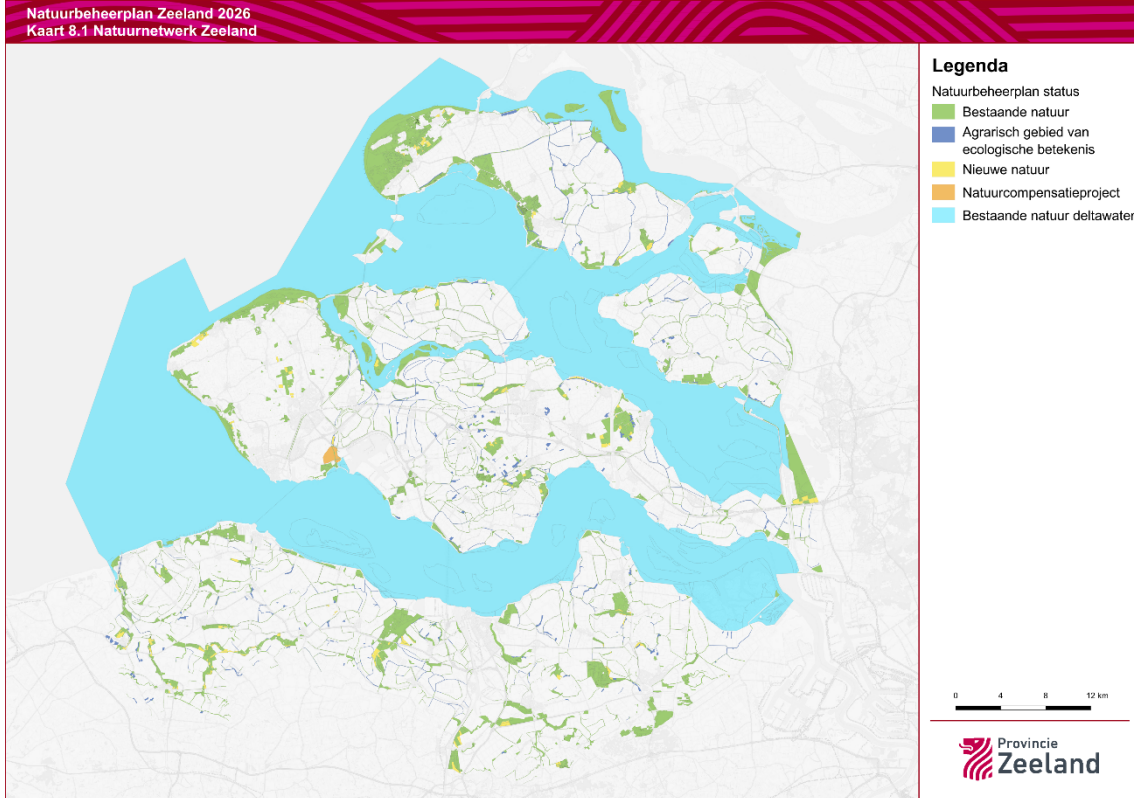 Natuurbeheerplan Zeeland 2026
Kaart 8.1 Natuurnetwerk Zeeland
Legenda
Natuurbeheerplan status
Bestaande natuur
Agrarisch gebied van
ecologische betekenis
Nieuwe natuur
Natuurcompensatieproject
Bestaande natuur deltawater
0 4 8 12 km
Provincie
Zeeland